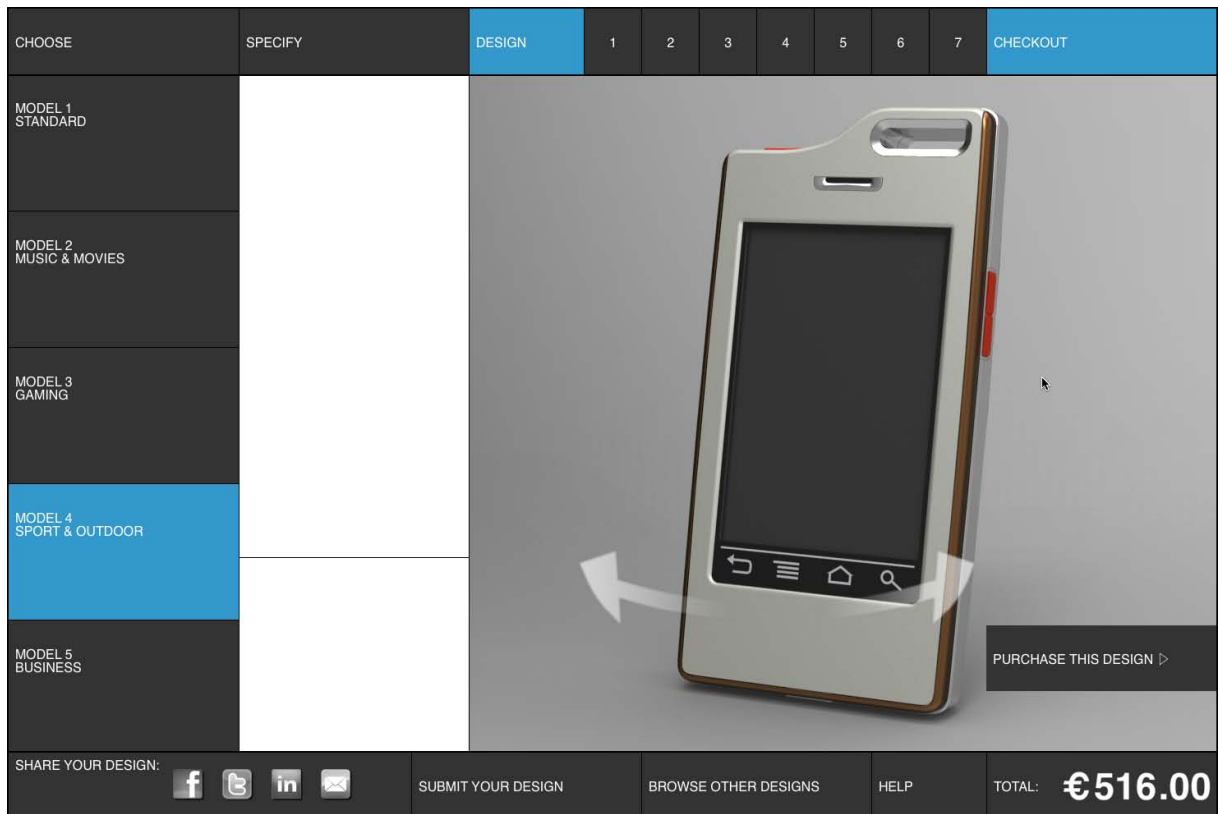 CHOOSE
SPECIFY
DESIGN
1
2
3
4
5
6
7
CHECKOUT
MODEL 1
STANDARD
MODEL 2
MUSIC & MOVIES
MODEL 3
GAMING
MODEL 4
SPORT & OUTDOOR
MODEL 5
BUSINESS
PURCHASE THIS DESIGN ▷
SHARE YOUR DESIGN:
f
t
in
SUBMIT YOUR DESIGN
BROWSE OTHER DESIGNS
HELP
TOTAL:
€516.00